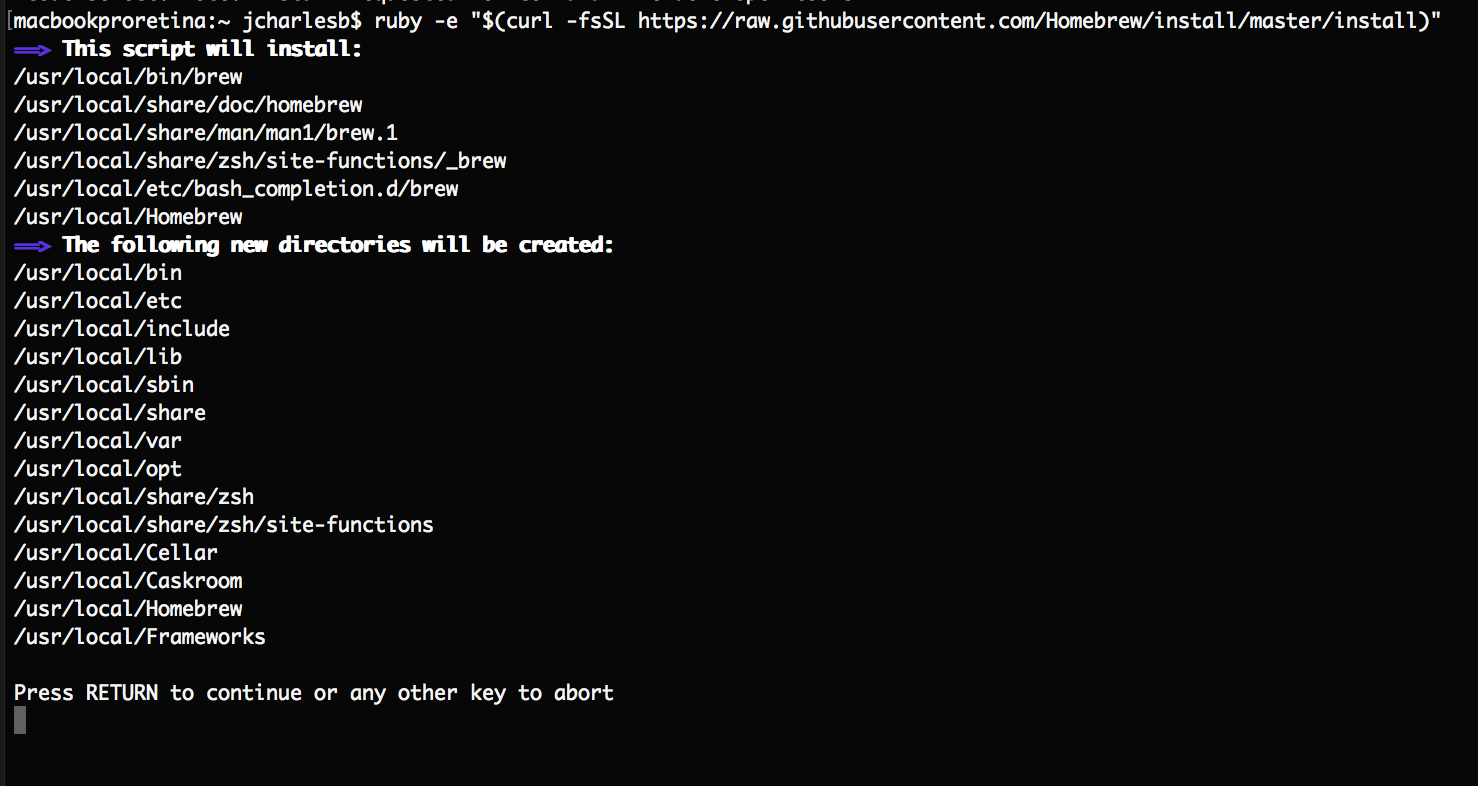 [macbookproretina:~ jcharlesb$ ruby -e "$(curl -fsSL https://raw.githubusercontent.com/Homebrew/install/master/install)"
==> This script will install:
/usr/local/bin/brew
/usr/local/share/doc/homebrew
/usr/local/share/man/man1/brew.1
/usr/local/share/zsh/site-functions/_brew
/usr/local/etc/bash_completion.d/brew
/usr/local/Homebrew
==> The following new directories will be created:
/usr/local/bin
/usr/local/etc
/usr/local/include
/usr/local/lib
/usr/local/sbin
/usr/local/share
/usr/local/var
/usr/local/opt
/usr/local/share/zsh
/usr/local/share/zsh/site-functions
/usr/local/Cellar
/usr/local/Caskroom
/usr/local/Homebrew
/usr/local/Frameworks
Press RETURN to continue or any other key to abort